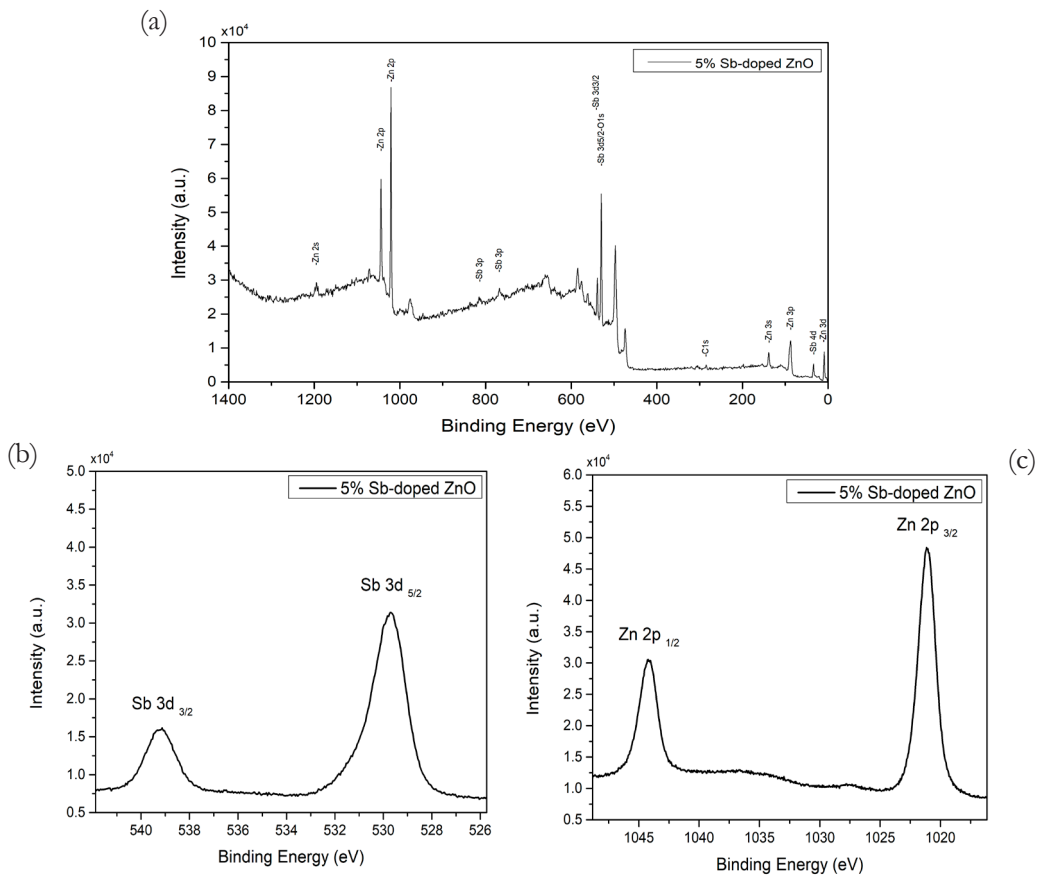 (a)
×10⁴
10
9
8
7
6
5
4
3
2
1
0
Intensity (a.u.)
5% Sb-doped ZnO
-Zn 2s
-Zn 2p
-Zn 2p
-Sb 3p
-Sb 3p
-Sb 3d3/2
-Sb 3d5/2-O1s
-C1s
-Zn 3s
-Zn 3p
-Sb 4d
-Zn 3d
1400 1200 1000 800 600 400 200 0
Binding Energy (eV)
(b)
x10⁴
5.0
4.5
4.0
3.5
3.0
2.5
2.0
1.5
1.0
0.5
Intensity (a.u.)
5% Sb-doped ZnO
Sb 3d 5/2
Sb 3d 3/2
540 538 536 534 532 530 528 526
Binding Energy (eV)
(c)
x10⁴
6.0
5.5
5.0
4.5
4.0
3.5
3.0
2.5
2.0
1.5
1.0
0.5
Intensity (a.u.)
5% Sb-doped ZnO
Zn 2p 3/2
Zn 2p 1/2
1045 1040 1035 1030 1025 1020
Binding Energy (eV)